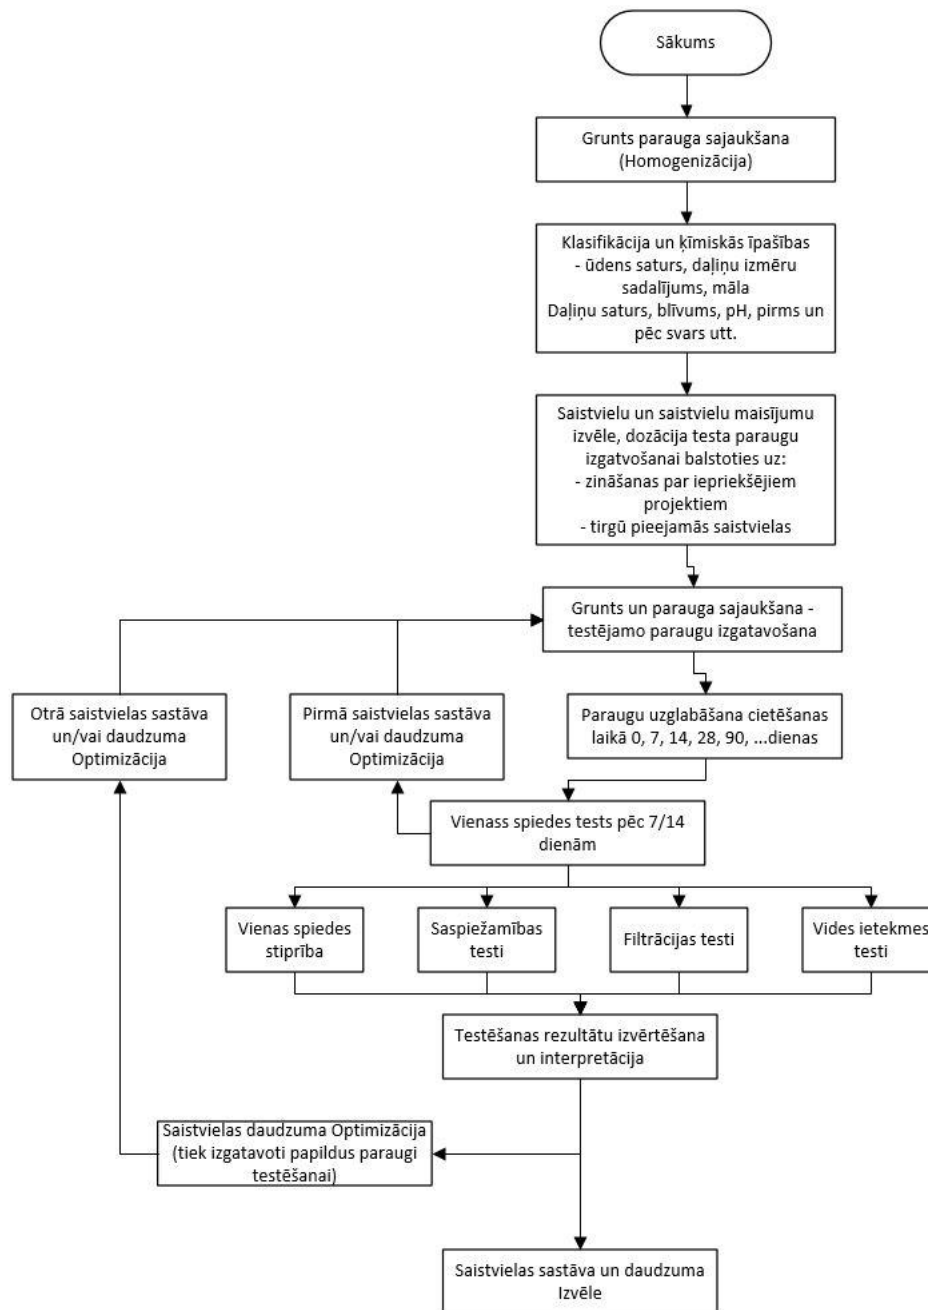 Sākums
Grunts parauga sajaukšana
(Homogenizācija)
Klasifikācija un ķīmiskās īpašības
- ūdens saturs, daļiņu izmēru
sadalījums, māla
Daļiņu saturs, blīvums, pH, pirms un
pēc svars utt.
Saistvielu un saistvielu maisījumu
izvēle, dozācija testa paraugu
izgatvošanai balstoties uz:
- zināšanas par iepriekšējiem
projektiem
- tirgū pieejamās saistvielas
Grunts un parauga sajaukšana -
testējamo paraugu izgatavošana
Otrā saistvielas sastāva
un/vai daudzuma
Optimizācija
Pirmā saistvielas sastāva
un/vai daudzuma
Optimizācija
Paraugu uzglabāšana cietēšanas
laikā 0, 7, 14, 28, 90, ...dienas
Vienass spiedes tests pēc 7/14
dienām
Vienas spiedes
stiprība
Saspiežamības
testi
Filtrācijas testi
Vides ietekmes
testi
Testēšanas rezultātu izvērtēšana
un interpretācija
Saistvielas daudzuma Optimizācija
(tiek izgatavoti papildus paraugi
testēšanai)
Saistvielas sastāva un daudzuma
Izvēle